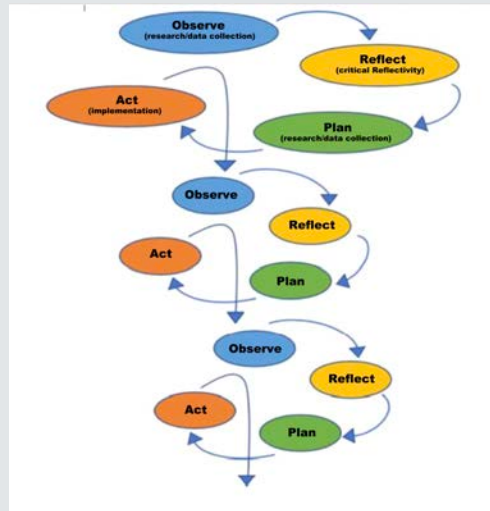 Observe
(research/data collection)
Reflect
(critical Reflectivity)
Plan
(research/data collection)
Act
(implementation)
Observe
Reflect
Plan
Act
Observe
Reflect
Plan
Act